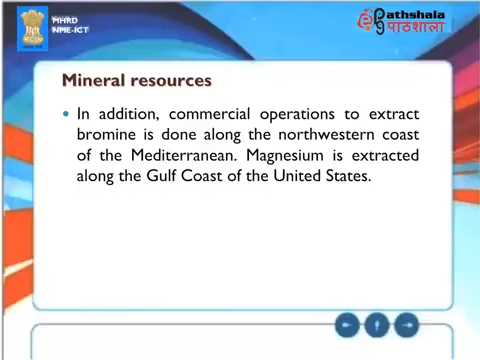 MHRD
NME-ICT
ePathshala
पाठशाला
Mineral resources
• In addition, commercial operations to extract
bromine is done along the northwestern coast
of the Mediterranean. Magnesium is extracted
along the Gulf Coast of the United States.